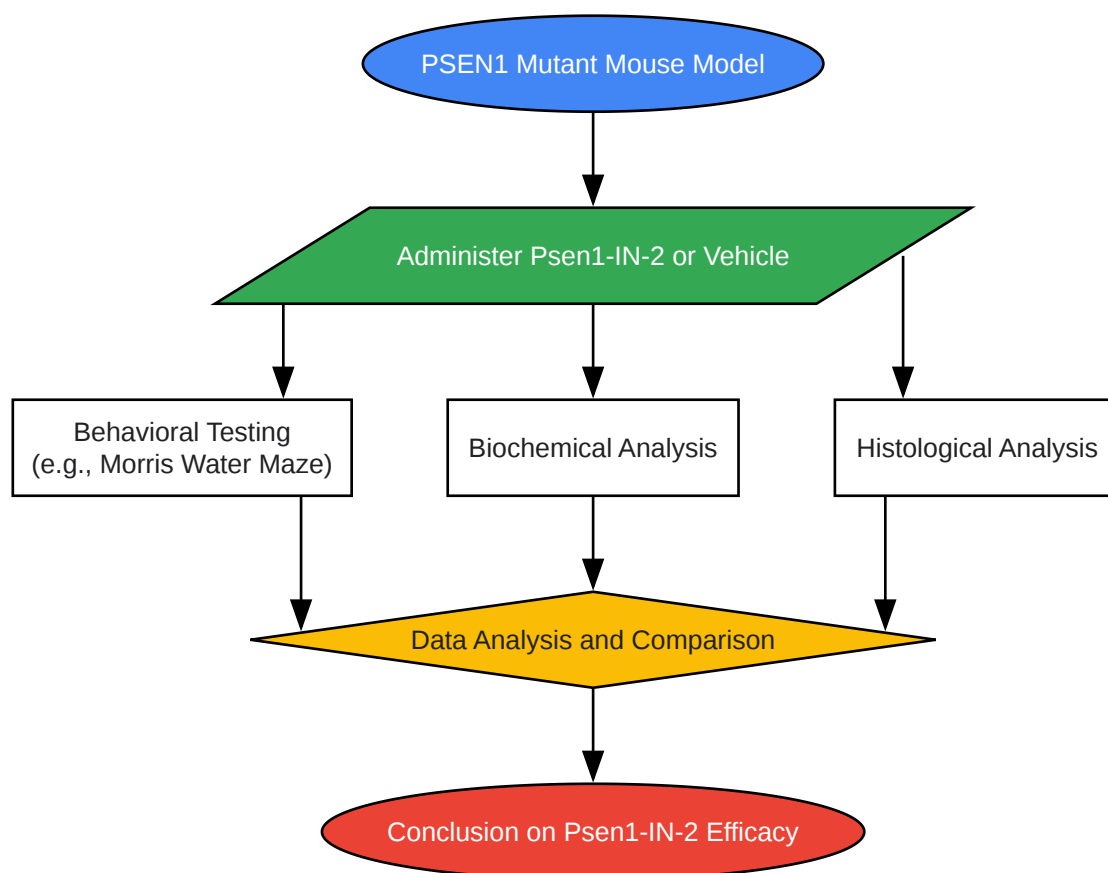 PSEN1 Mutant Mouse Model
Administer Psen1-IN-2 or Vehicle
Behavioral Testing
(e.g., Morris Water Maze)
Biochemical Analysis
Histological Analysis
Data Analysis and Comparison
Conclusion on Psen1-IN-2 Efficacy